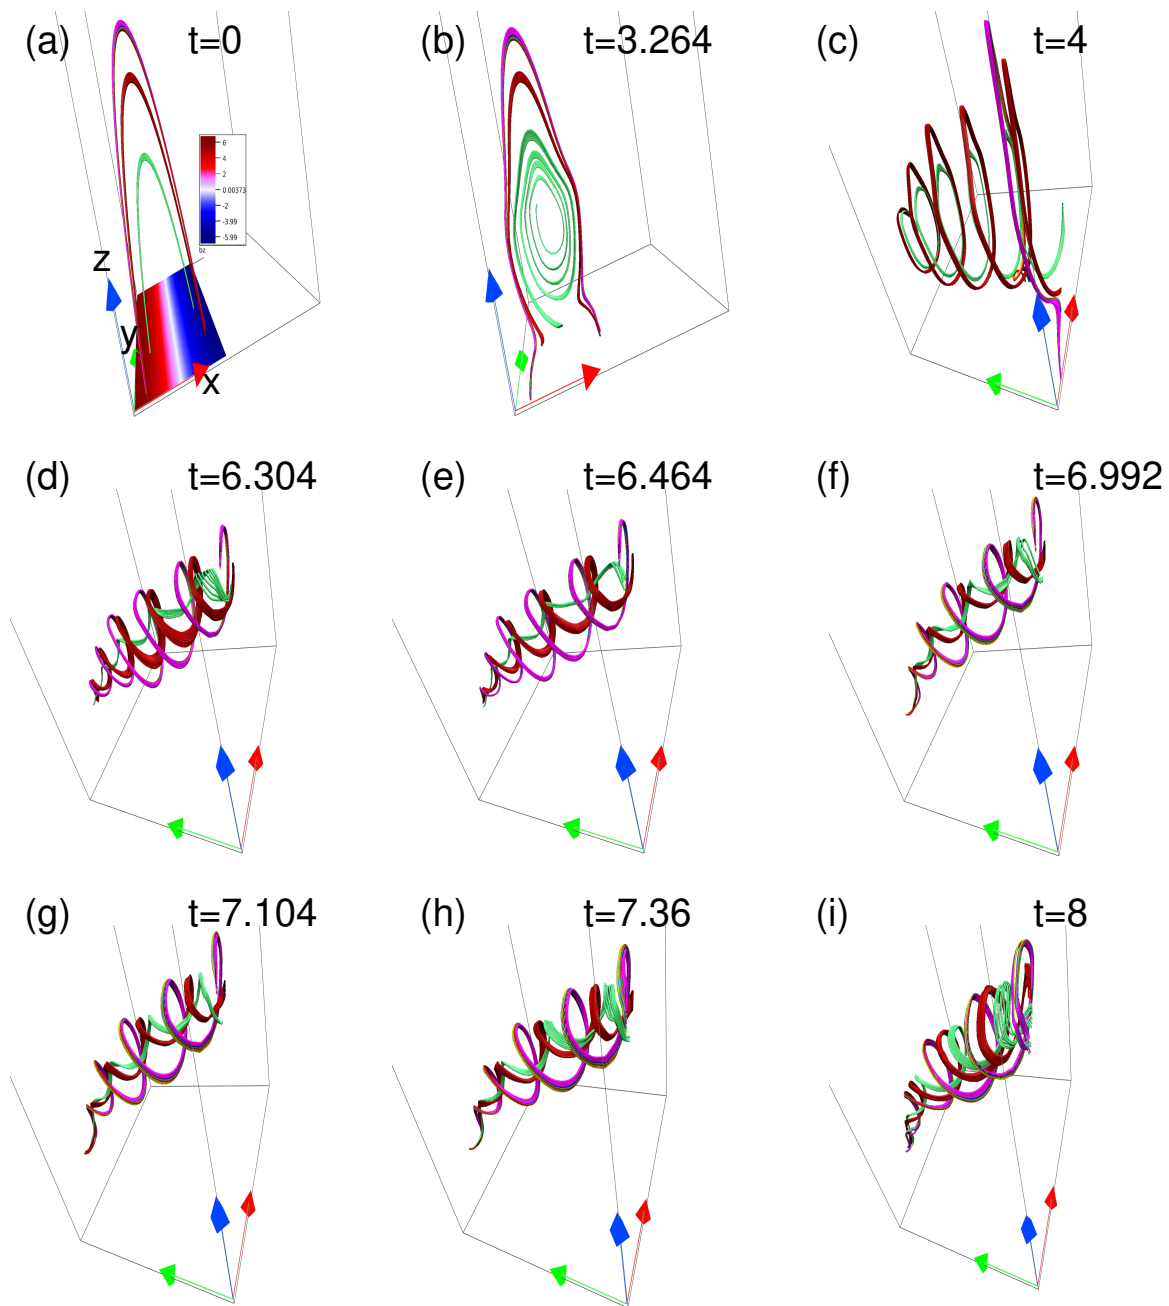 (a) t=0
(b) t=3.264
(c) t=4
6
4
2
0.00373
-2
-3.99
-5.99
bz
z
y
x
(d) t=6.304
(e) t=6.464
(f) t=6.992
(g) t=7.104
(h) t=7.36
(i) t=8